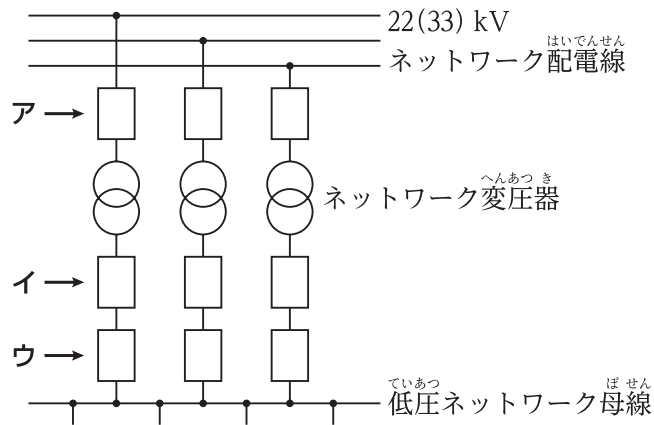 22(33) kV
はいでんせん
ネットワーク配電線
ア
へんあつ き
ネットワーク変圧器
イ
ウ
ていあつ ぼ せん
低圧ネットワーク母線